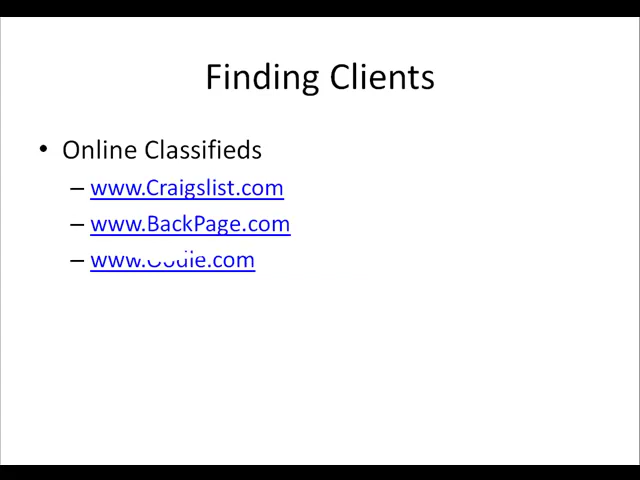 Finding Clients
• Online Classifieds
– www.Craigslist.com
– www.BackPage.com